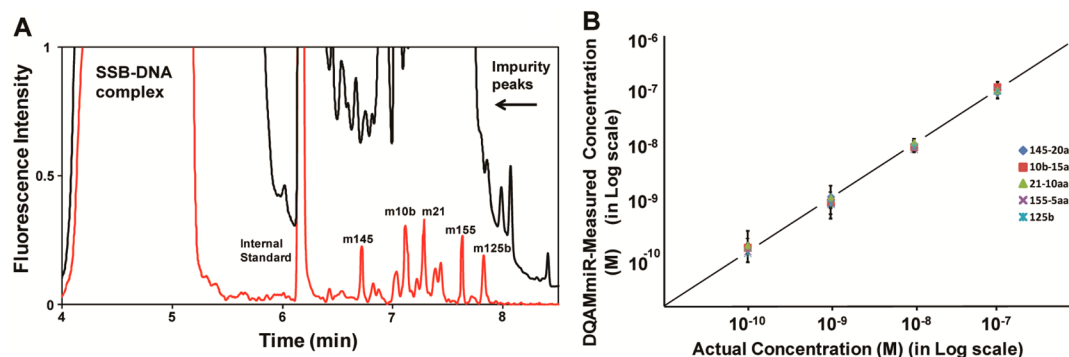 A
Fluorescence Intensity
1
0.5
0
SSB-DNA
complex
Internal
Standard
m145
m10b
m21
m155
m125b
Impurity
peaks
4
5
6
7
8
Time (min)
B
DQAMmiR-Measured Concentration
(M) (in Log scale)
10-6
10-7
10-8
10-9
10-10
10-10
10-9
10-8
10-7
Actual Concentration (M) (in Log scale)
145-20a
10b-15a
21-10aa
155-5aa
125b